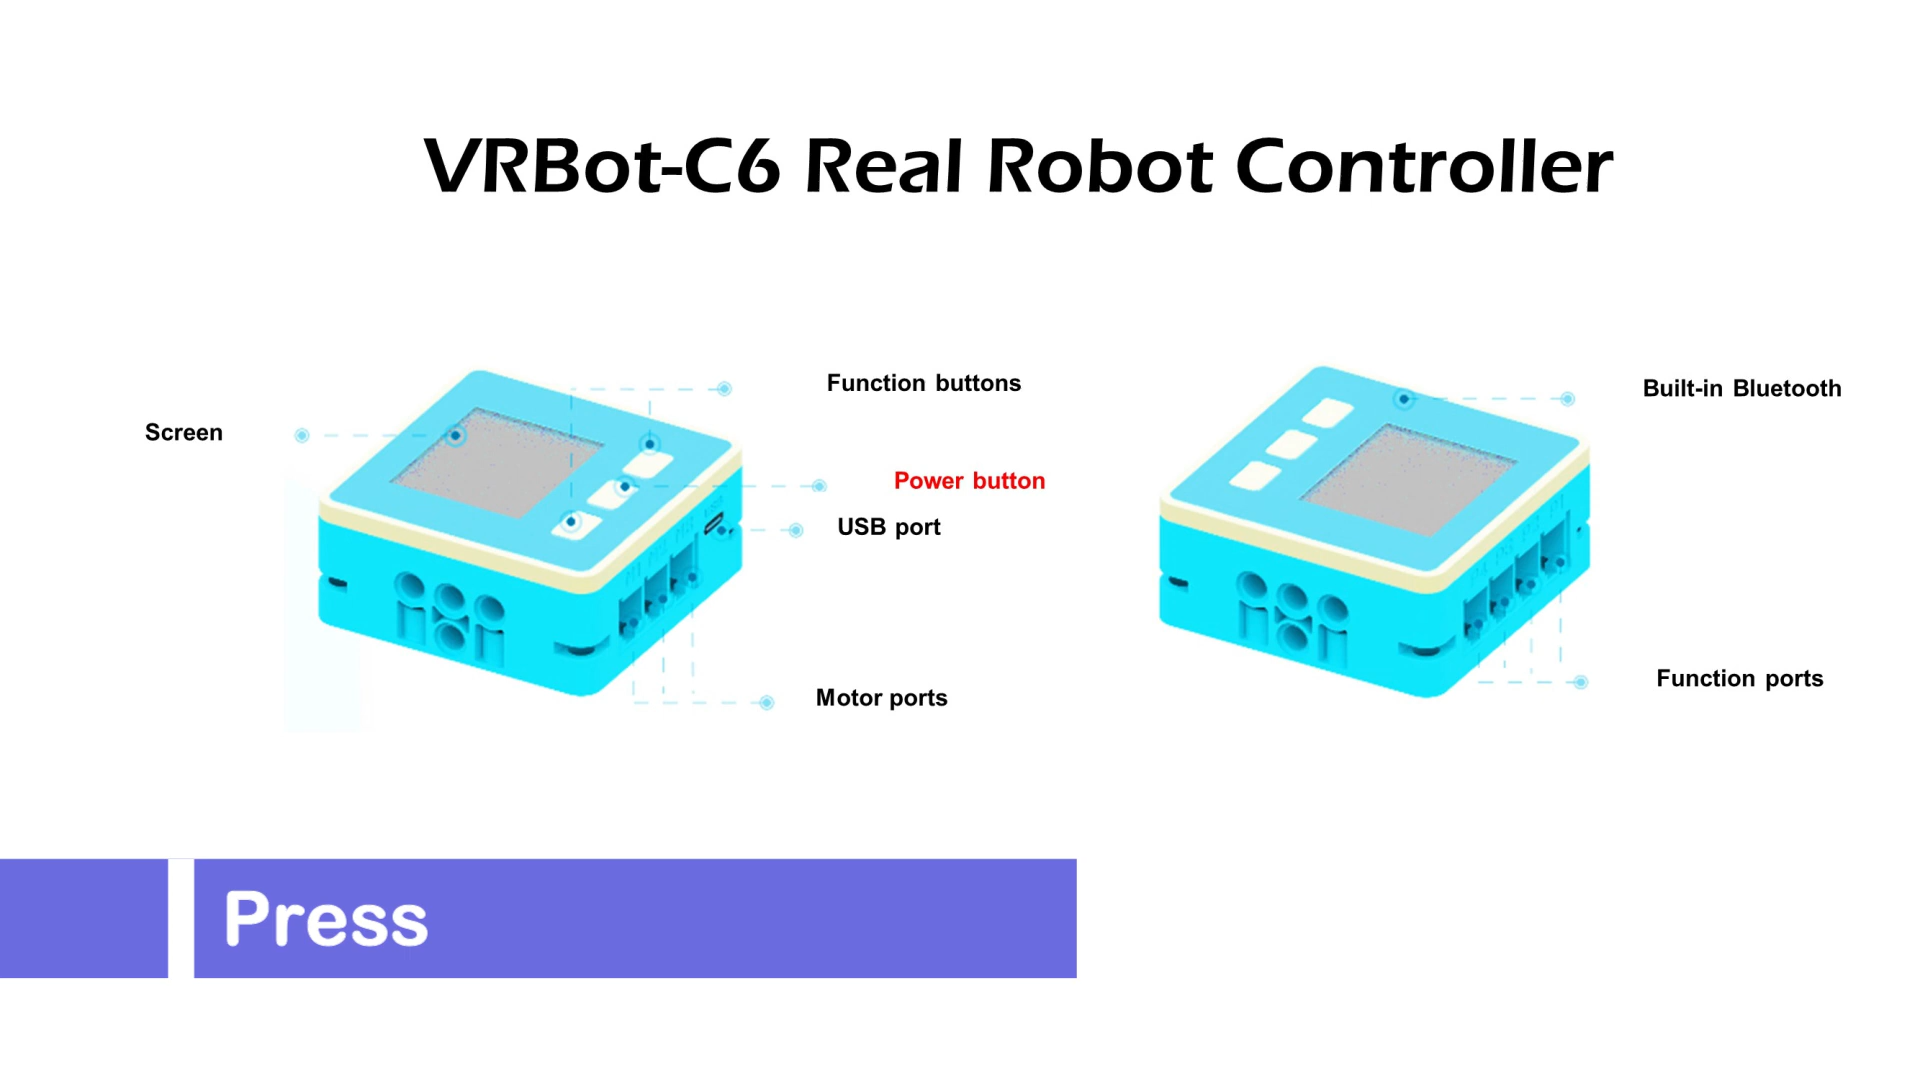 VRBot-C6 Real Robot Controller
Function buttons
Screen
Power button
USB port
Motor ports
Built-in Bluetooth
Function ports
Press